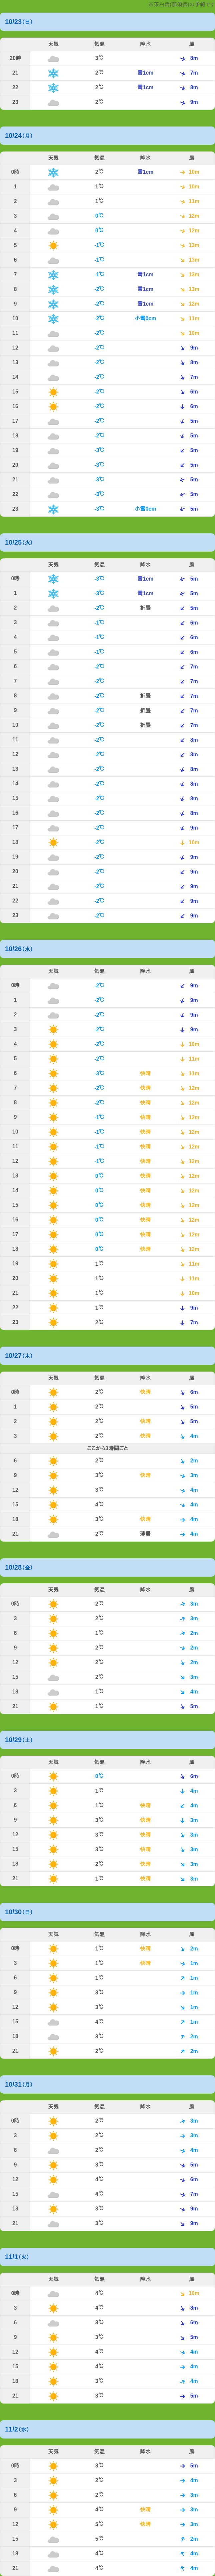 10/23(日)
天気 気温 降水 風
20時 3℃ 8m
21 2℃ 雪1cm 7m
22 2℃ 雪1cm 8m
23 2℃ 9m
10/24(月)
天気 気温 降水 風
0時 2℃ 雪1cm 10m
1 1℃ 10m
2 1℃ 11m
3 0℃ 12m
4 0℃ 12m
5 -1℃ 13m
6 -1℃ 13m
7 -1℃ 雪1cm 13m
8 -2℃ 雪1cm 13m
9 -2℃ 雪1cm 12m
10 -2℃ 小雪0cm 11m
11 -2℃ 10m
12 -2℃ 9m
13 -2℃ 8m
14 -2℃ 7m
15 -2℃ 6m
16 -2℃ 6m
17 -2℃ 5m
18 -2℃ 5m
19 -3℃ 5m
20 -3℃ 5m
21 -3℃ 5m
22 -3℃ 5m
23 -3℃ 小雪0cm 5m
10/25(火)
天気 気温 降水 風
0時 -3℃ 雪1cm 5m
1 -3℃ 雪1cm 5m
2 -2℃ 折曇 5m
3 -1℃ 6m
4 -1℃ 6m
5 -1℃ 6m
6 -2℃ 7m
7 -2℃ 7m
8 -2℃ 折曇 7m
9 -2℃ 折曇 7m
10 -2℃ 折曇 7m
11 -2℃ 8m
12 -2℃ 8m
13 -2℃ 8m
14 -2℃ 8m
15 -2℃ 8m
16 -2℃ 8m
17 -2℃ 9m
18 -2℃ 10m
19 -2℃ 9m
20 -2℃ 9m
21 -2℃ 9m
22 -2℃ 9m
23 -2℃ 9m
10/26(水)
天気 気温 降水 風
0時 -2℃ 9m
1 -2℃ 9m
2 -2℃ 9m
3 -2℃ 9m
4 -2℃ 10m
5 -2℃ 11m
6 -3℃ 快晴 11m
7 -2℃ 快晴 12m
8 -2℃ 快晴 12m
9 -1℃ 快晴 12m
10 -1℃ 快晴 12m
11 -1℃ 快晴 12m
12 -1℃ 快晴 12m
13 0℃ 快晴 12m
14 0℃ 快晴 12m
15 0℃ 快晴 12m
16 0℃ 快晴 12m
17 0℃ 快晴 12m
18 0℃ 快晴 12m
19 1℃ 11m
20 1℃ 11m
21 1℃ 10m
22 1℃ 9m
23 2℃ 7m
10/27(木)
天気 気温 降水 風
0時 2℃ 快晴 6m
1 2℃ 5m
2 2℃ 快晴 5m
3 2℃ 快晴 4m
ここから3時間ごと
6 2℃ 2m
9 3℃ 快晴 3m
12 3℃ 4m
15 4℃ 4m
18 3℃ 快晴 4m
21 2℃ 薄曇 4m
10/28(金)
天気 気温 降水 風
0時 2℃ 3m
3 2℃ 3m
6 1℃ 2m
9 2℃ 2m
12 2℃ 2m
15 2℃ 3m
18 1℃ 4m
21 1℃ 5m
10/29(土)
天気 気温 降水 風
0時 0℃ 6m
3 1℃ 4m
6 1℃ 快晴 4m
9 3℃ 快晴 3m
12 3℃ 快晴 3m
15 3℃ 快晴 3m
18 2℃ 快晴 3m
21 1℃ 快晴 3m
10/30(日)
天気 気温 降水 風
0時 1℃ 快晴 2m
3 1℃ 快晴 1m
6 1℃ 1m
9 3℃ 1m
12 3℃ 1m
15 4℃ 1m
18 3℃ 2m
21 2℃ 2m
10/31(月)
天気 気温 降水 風
0時 2℃ 3m
3 2℃ 3m
6 2℃ 4m
9 3℃ 5m
12 4℃ 6m
15 4℃ 7m
18 3℃ 9m
21 3℃ 9m
11/1(火)
天気 気温 降水 風
0時 4℃ 10m
3 4℃ 8m
6 3℃ 6m
9 3℃ 5m
12 4℃ 4m
15 4℃ 4m
18 3℃ 4m
21 3℃ 5m
11/2(水)
天気 気温 降水 風
0時 3℃ 5m
3 2℃ 4m
6 2℃ 3m
9 4℃ 快晴 3m
12 5℃ 快晴 3m
15 5℃ 2m
18 4℃ 4m
21 4℃ 4m